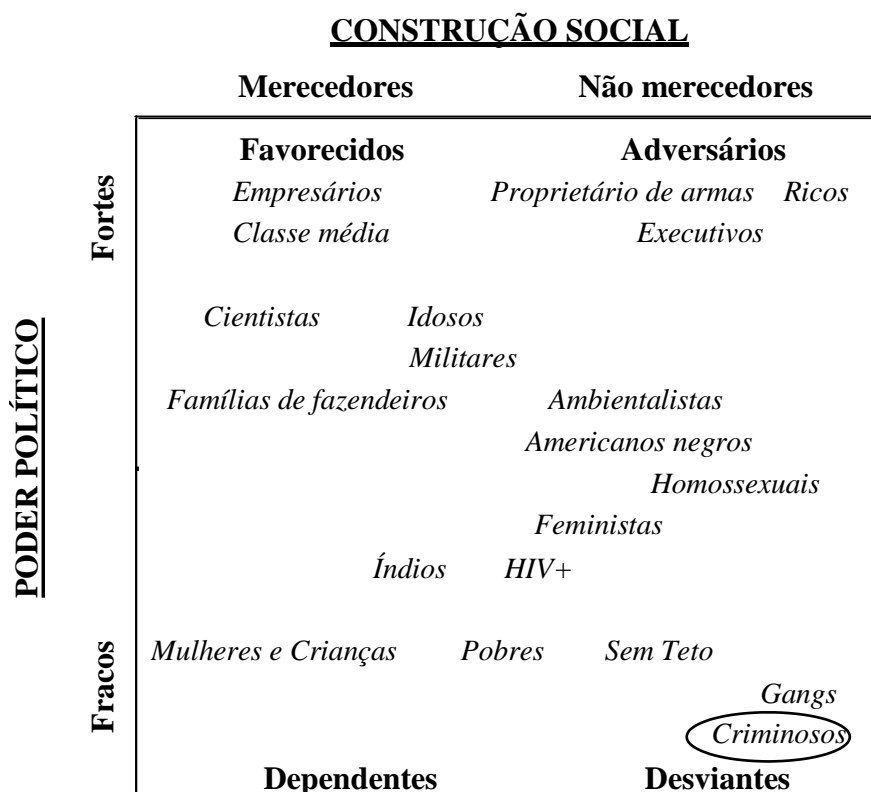 CONSTRUÇÃO SOCIAL
Merecedores Não merecedores
Favorecidos Adversários
Empresários Proprietário de armas Ricos
Classe média Executivos
Fortes
Cientistas Idosos
Militares
PODER POLÍTICO
Famílias de fazendeiros Ambientalistas
Americanos negros
Homossexuais
Feministas
Índios HIV+
Fracos
Mulheres e Crianças Pobres Sem Teto
Gangs
Criminosos
Dependentes Desviantes